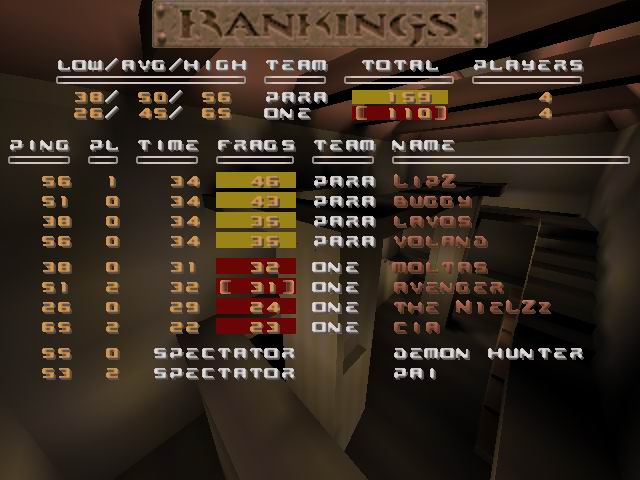 RANKINGS
LOW/AVG/HIGH TEAM TOTAL PLAYERS
38/ 50/ 56 PARA 159 4
26/ 45/ 65 ONE [ 110] 4
PING PL TIME FRAGS TEAM NAME
56 1 34 46 PARA LIPZ
51 0 34 43 PARA BUGGY
38 0 34 35 PARA LAVOS
56 0 34 35 PARA VOLAND
38 0 31 32 ONE MOLTAS
51 2 32 [ 31] ONE AVENGER
26 0 29 24 ONE THE NIELZZ
65 2 22 23 ONE CIA
55 0 SPECTATOR DEMON HUNTER
53 2 SPECTATOR PAI